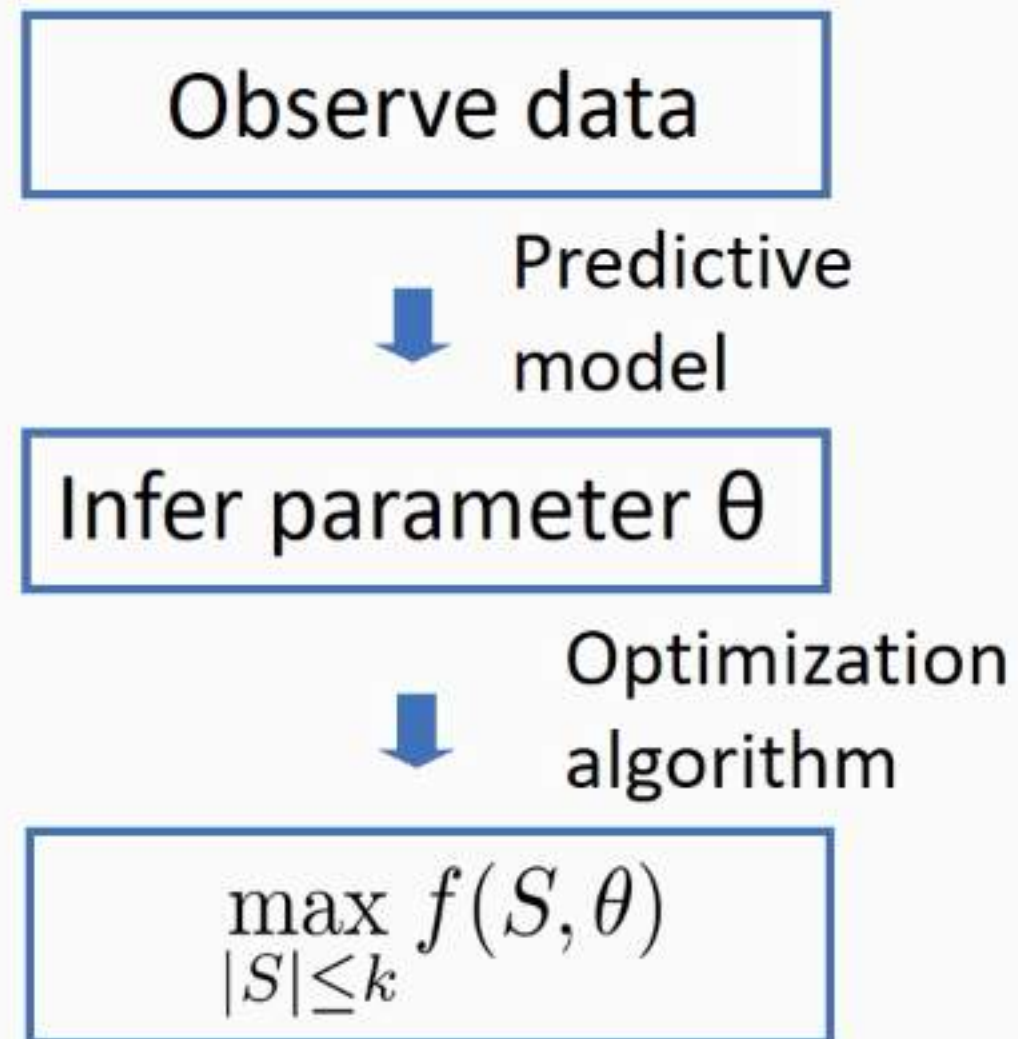 Observe data
Predictive
model
Infer parameter θ
Optimization
algorithm
max f(S, θ)
|S|≤k